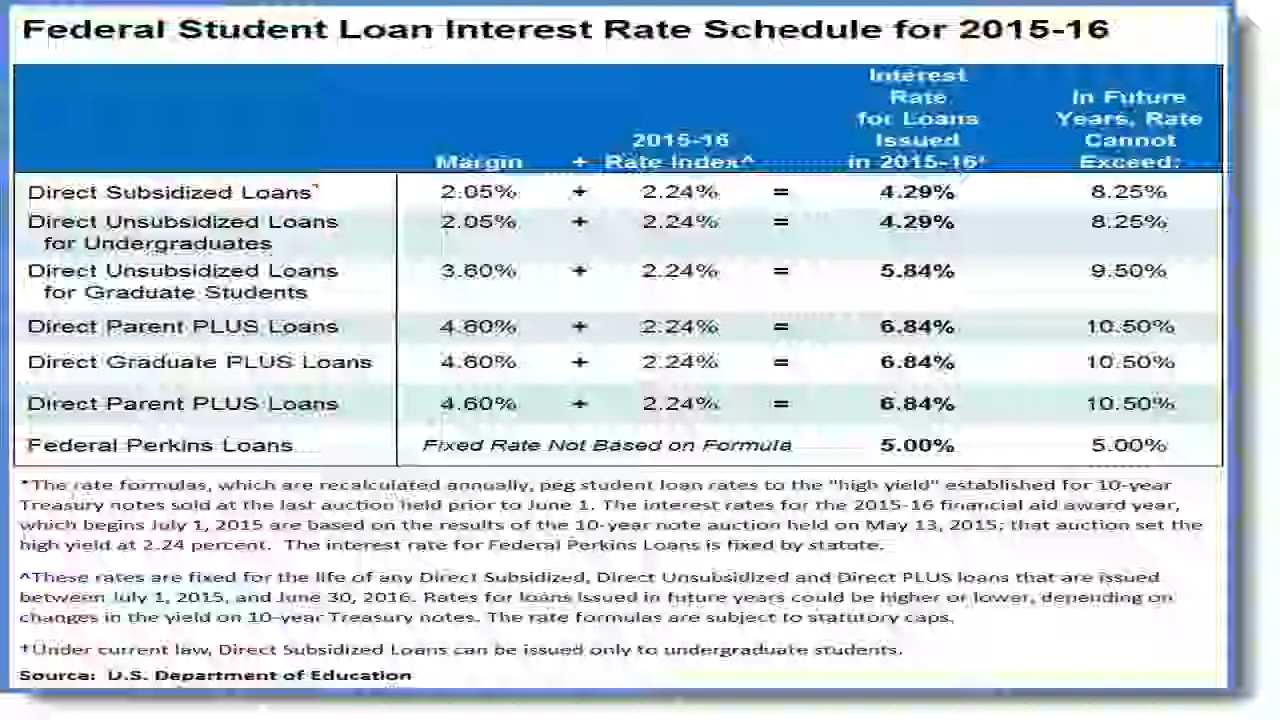 Federal Student Loan Interest Rate Schedule for 2015-16
Interest
Rate
In Future
for Loans
Years, Rate
2015-16
Issued
Cannot
Margin + Rate Index^ in 2015-16* Exceed:
Direct Subsidized Loans† 2.05% + 2.24% = 4.29% 8.25%
Direct Unsubsidized Loans 2.05% + 2.24% = 4.29% 8.25%
for Undergraduates
Direct Unsubsidized Loans 3.60% + 2.24% = 5.84% 9.50%
for Graduate Students
Direct Parent PLUS Loans 4.60% + 2.24% = 6.84% 10.50%
Direct Graduate PLUS Loans 4.60% + 2.24% = 6.84% 10.50%
Direct Parent PLUS Loans 4.60% + 2.24% = 6.84% 10.50%
Federal Perkins Loans Fixed Rate Not Based on Formula 5.00% 5.00%
*The rate formulas, which are recalculated annually, peg student loan rates to the "high yield" established for 10-year
Treasury notes sold at the last auction held prior to June 1. The interest rates for the 2015-16 financial aid award year,
which begins July 1, 2015 are based on the results of the 10-year note auction held on May 13, 2015; that auction set the
high yield at 2.24 percent. The interest rate for Federal Perkins Loans is fixed by statute.
^These rates are fixed for the life of any Direct Subsidized, Direct Unsubsidized and Direct PLUS loans that are issued
between July 1, 2015, and June 30, 2016. Rates for loans issued in future years could be higher or lower, depending on
changes in the yield on 10-year Treasury notes. The rate formulas are subject to statutory caps.
†Under current law, Direct Subsidized Loans can be issued only to undergraduate students.
Source: U.S. Department of Education